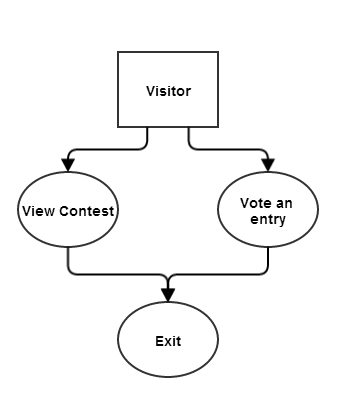 Visitor
View Contest
Vote an
entry
Exit